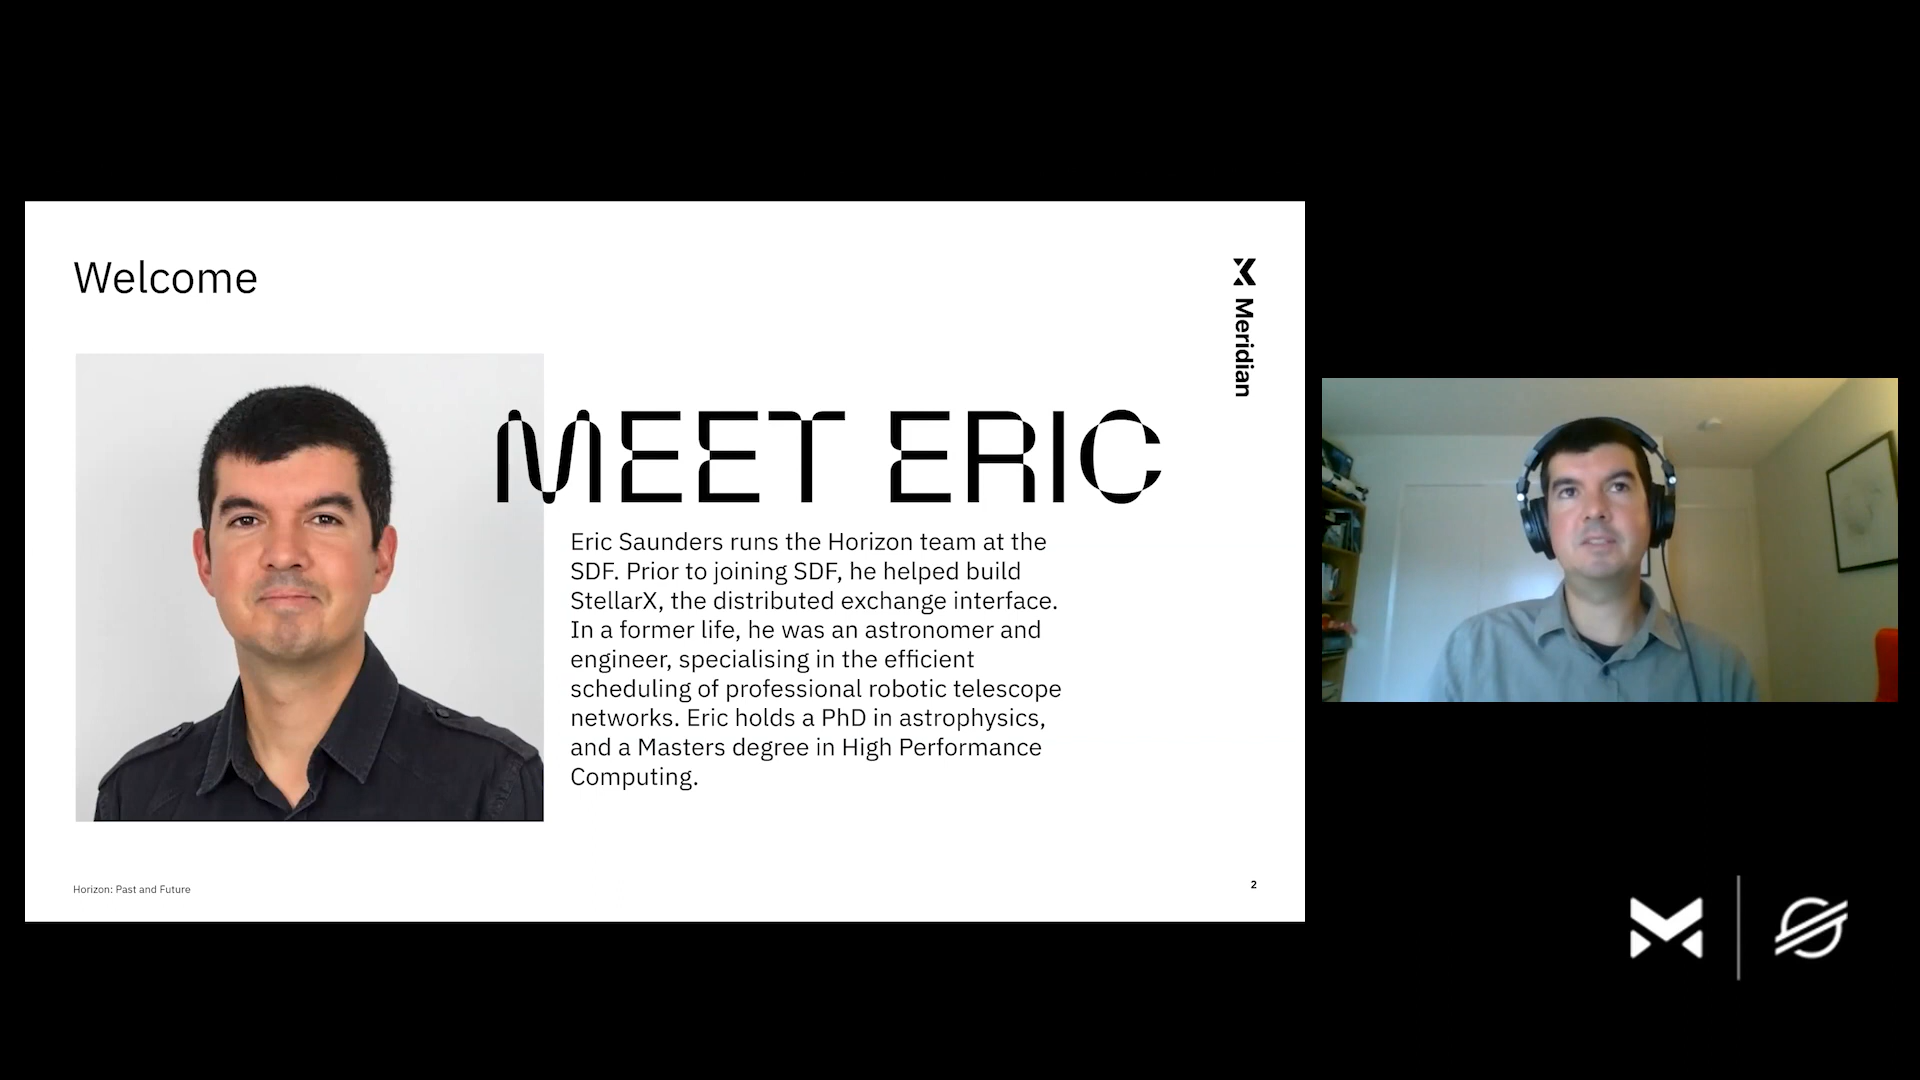 Welcome
Meridian
MEET ERIC
Eric Saunders runs the Horizon team at the
SDF. Prior to joining SDF, he helped build
StellarX, the distributed exchange interface.
In a former life, he was an astronomer and
engineer, specialising in the efficient
scheduling of professional robotic telescope
networks. Eric holds a PhD in astrophysics,
and a Masters degree in High Performance
Computing.
Horizon: Past and Future
2